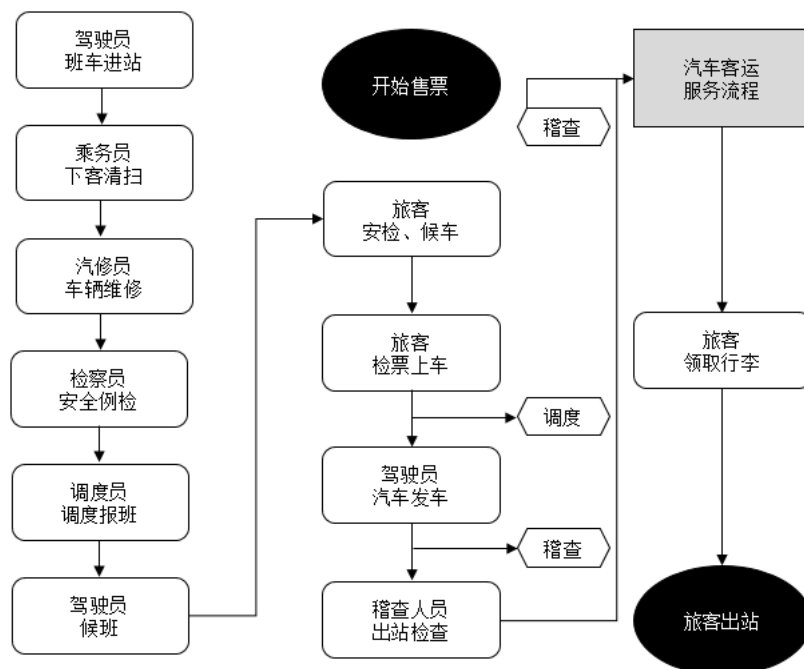 驾驶员
班车进站
乘务员
下客清扫
汽修员
车辆维修
检察员
安全例检
调度员
调度报班
驾驶员
候班
开始售票
旅客
安检、候车
旅客
检票上车
调度
驾驶员
汽车发车
稽查
稽查人员
出站检查
稽查
汽车客运
服务流程
旅客
领取行李
旅客出站